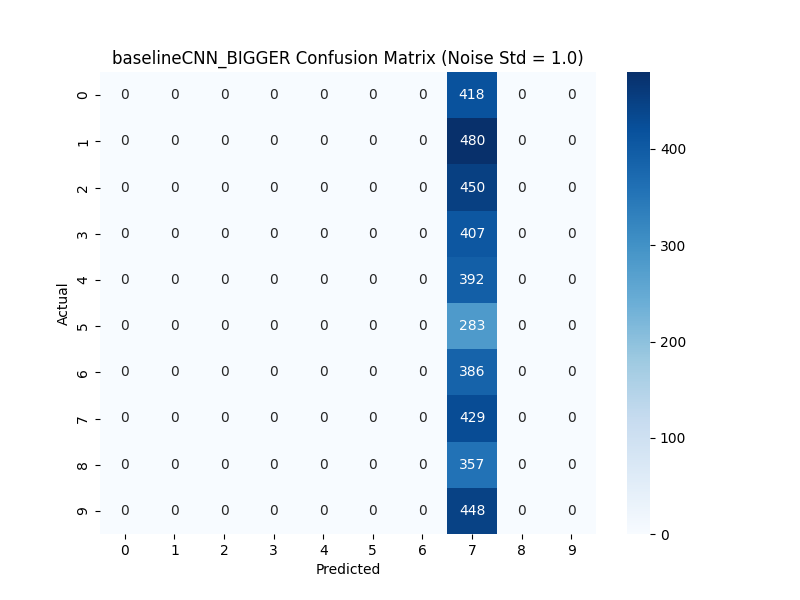 baselineCNN_BIGGER Confusion Matrix (Noise Std = 1.0)
0 0 0 0 0 0 0 0 418 0 0
1 0 0 0 0 0 0 0 480 0 0
2 0 0 0 0 0 0 0 450 0 0
3 0 0 0 0 0 0 0 407 0 0
4 0 0 0 0 0 0 0 392 0 0
5 0 0 0 0 0 0 0 283 0 0
6 0 0 0 0 0 0 0 386 0 0
7 0 0 0 0 0 0 0 429 0 0
8 0 0 0 0 0 0 0 357 0 0
9 0 0 0 0 0 0 0 448 0 0
0 1 2 3 4 5 6 7 8 9
Predicted
Actual
400
300
200
100
0